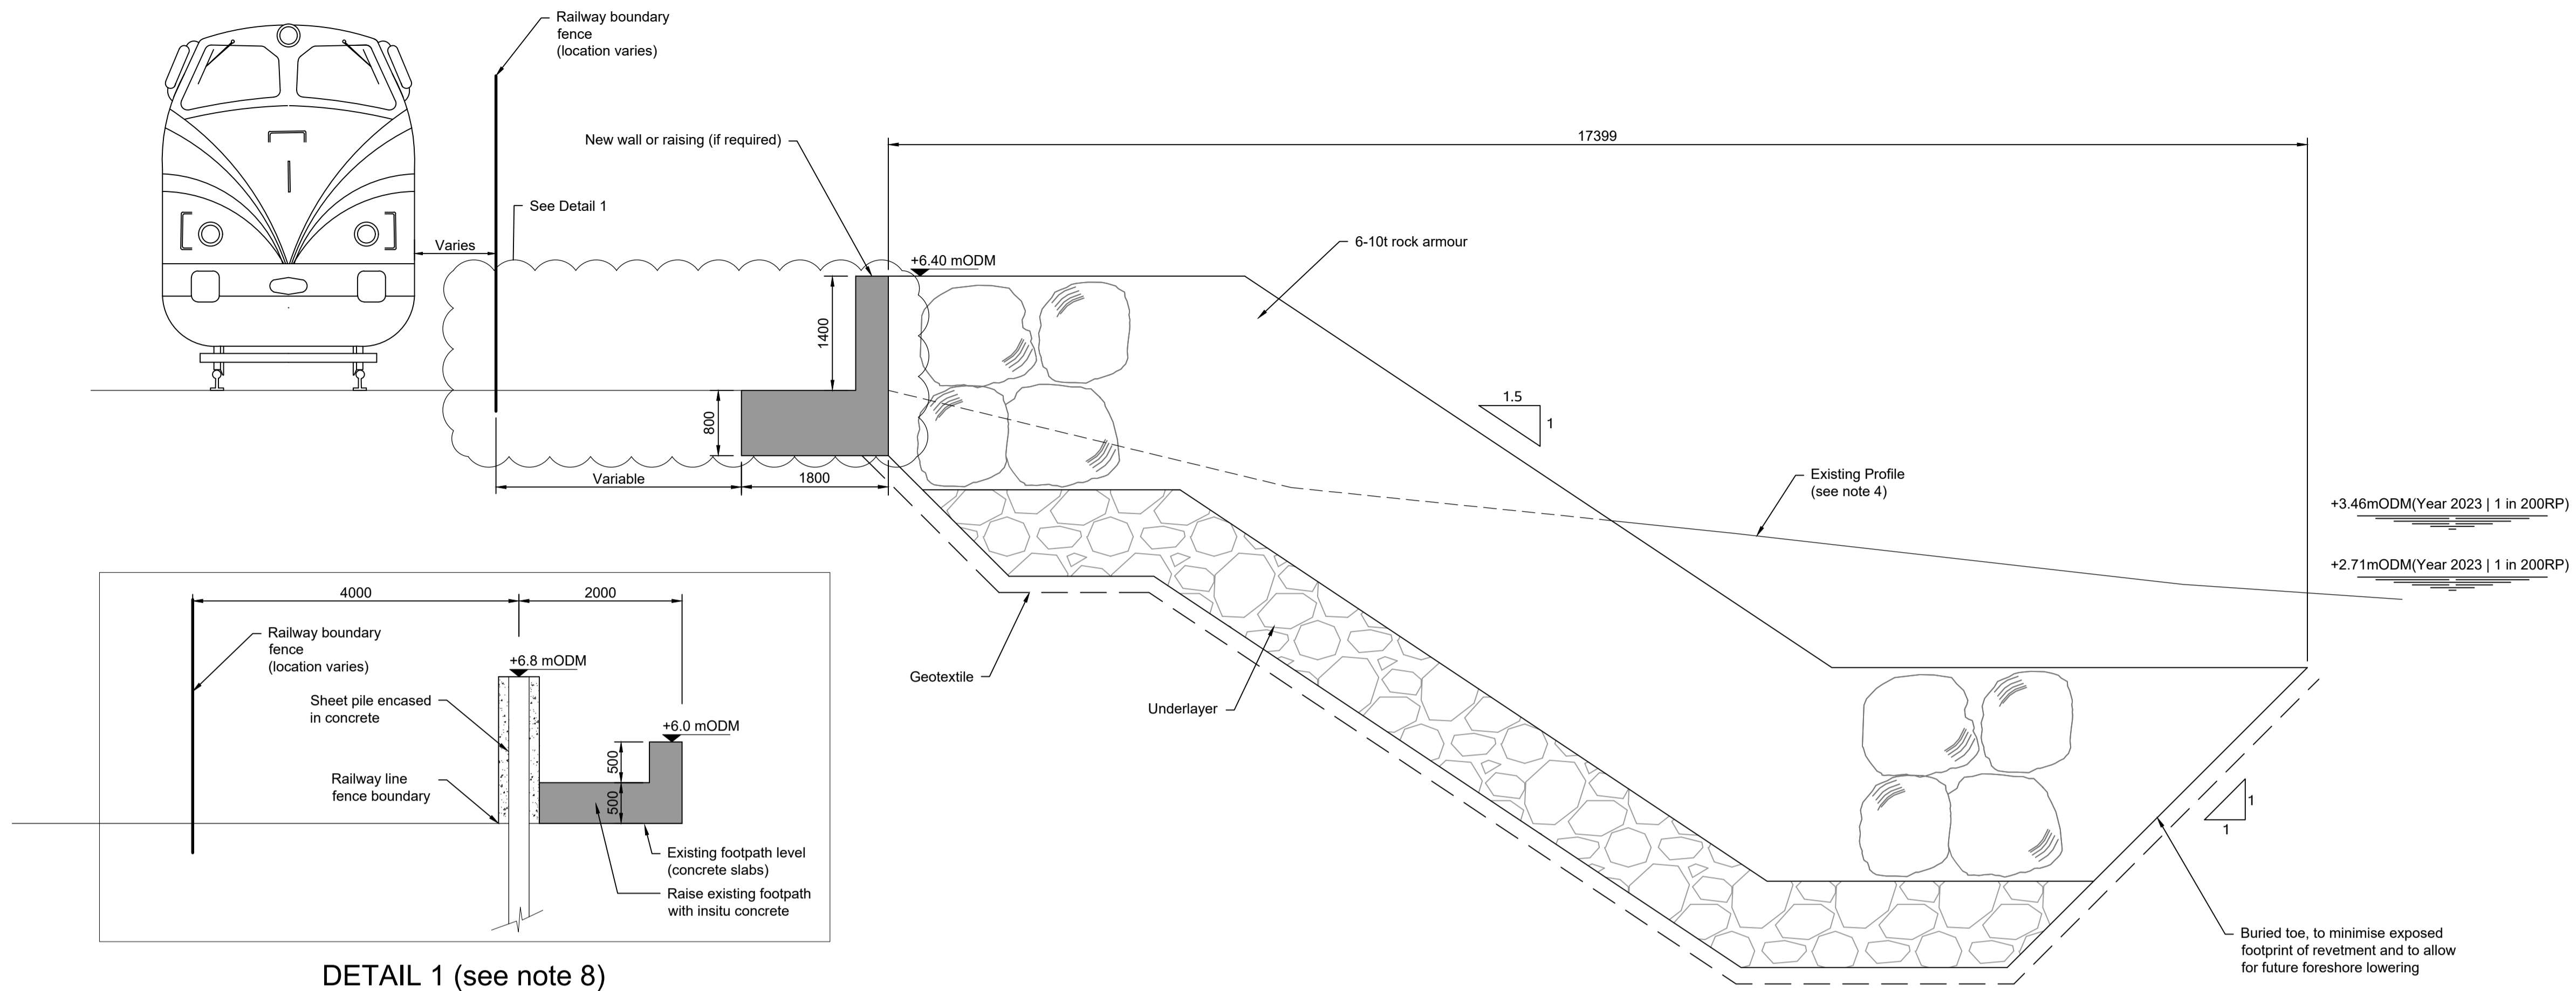 Railway boundary
fence
(location varies)
17399
New wall or raising (if required)
See Detail 1
6-10t rock armour
Varies
+6.40 mODM
1400
1.5
1
800
Existing Profile
(see note 4)
Variable
1800
+3.46mODM(Year 2023 | 1 in 200RP)
+2.71mODM(Year 2023 | 1 in 200RP)
4000
2000
Railway boundary
fence
(location varies)
+6.8 mODM
Sheet pile encased
in concrete
+6.0 mODM
500
500
Railway line
fence boundary
Existing footpath level
(concrete slabs)
Raise existing footpath
with insitu concrete
Geotextile
Underlayer
1
1
Buried toe, to minimise exposed
footprint of revetment and to allow
for future foreshore lowering
DETAIL 1 (see note 8)